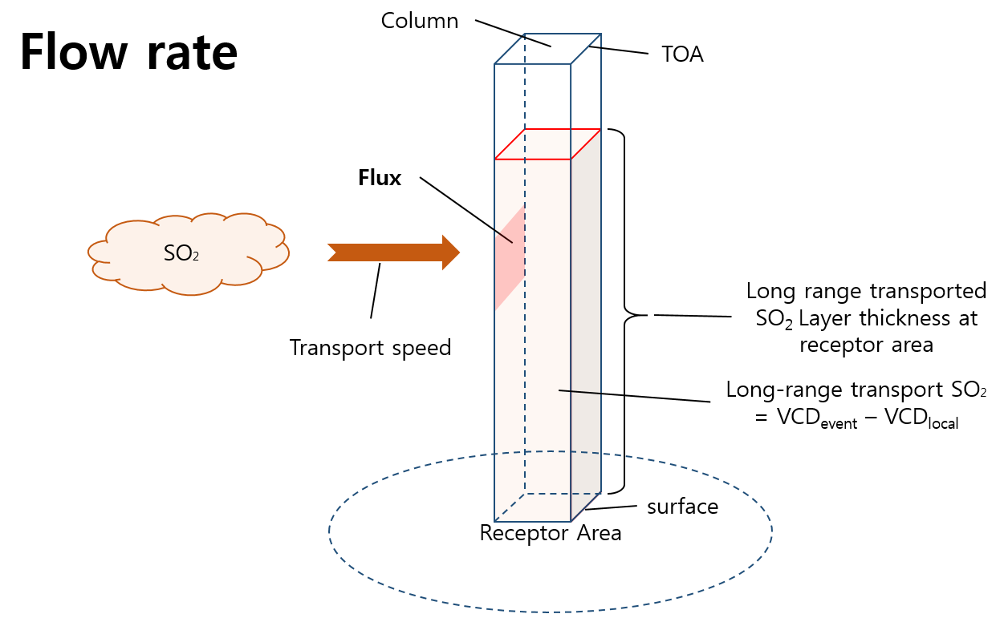 Flow rate
Column
TOA
Flux
SO₂
Transport speed
Long range transported
SO₂ Layer thickness at
receptor area
Long-range transport SO₂
= VCDevent – VCDlocal
surface
Receptor Area